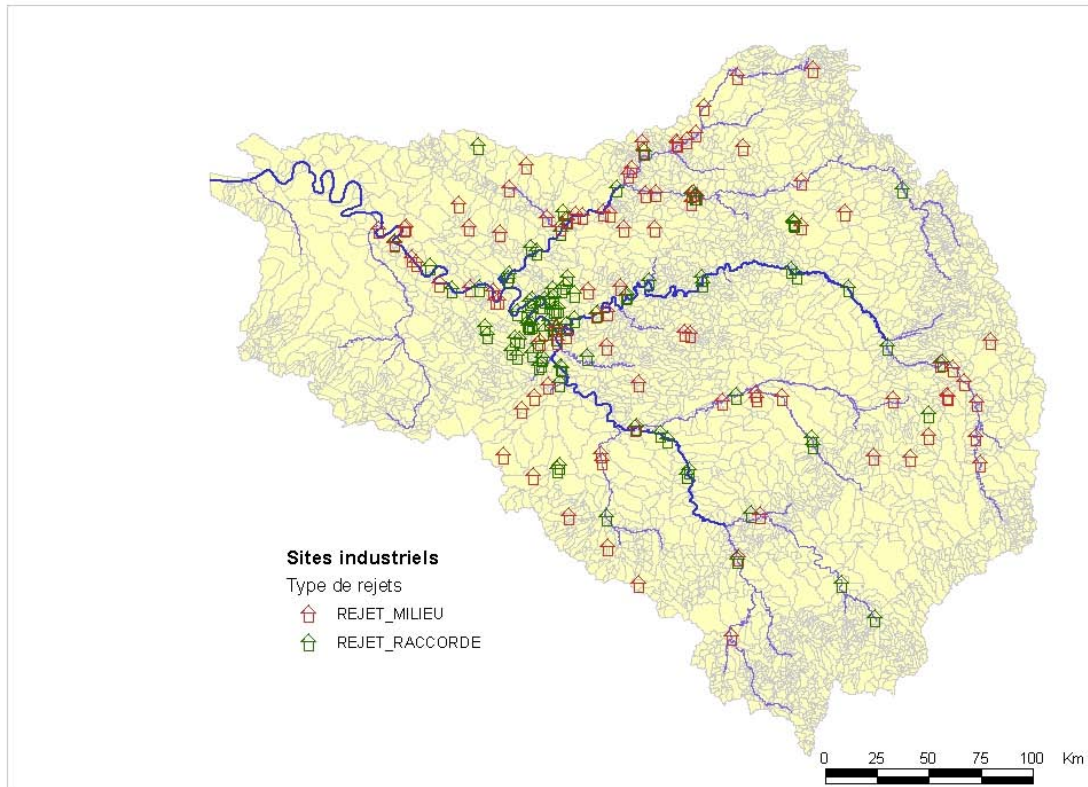 Sites industriels
Type de rejets
REJET_MILIEU
REJET_RACCORDE
0 25 50 75 100 Km